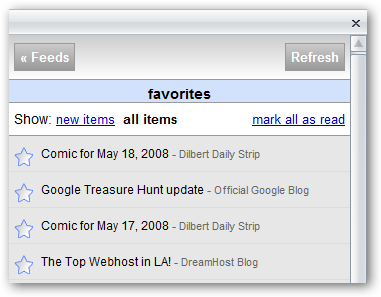 « Feeds Refresh
favorites
Show: new items all items mark all as read
Comic for May 18, 2008 - Dilbert Daily Strip
Google Treasure Hunt update - Official Google Blog
Comic for May 17, 2008 - Dilbert Daily Strip
The Top Webhost in LA! - DreamHost Blog